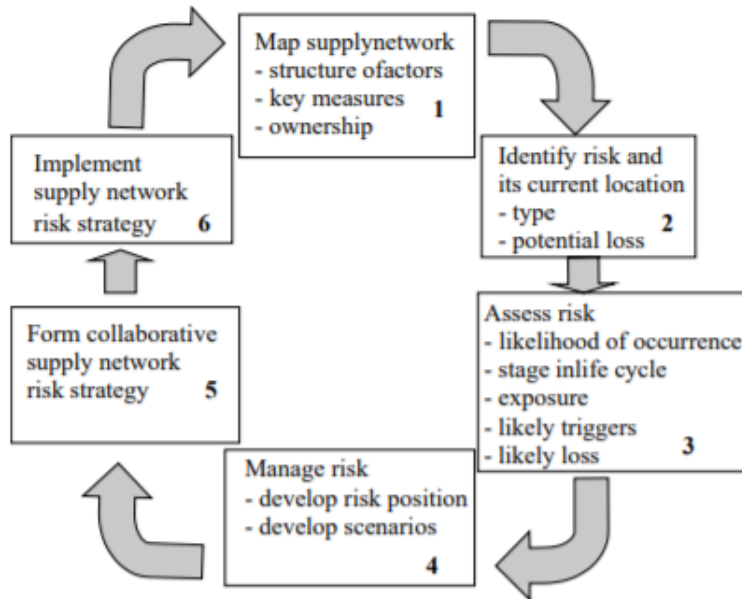 Map supplynetwork
- structure ofactors
- key measures
- ownership
1
Identify risk and
its current location
- type
- potential loss
2
Assess risk
- likelihood of occurrence
- stage inlife cycle
- exposure
- likely triggers
- likely loss
3
Manage risk
- develop risk position
- develop scenarios
4
Form collaborative
supply network
risk strategy
5
Implement
supply network
risk strategy
6